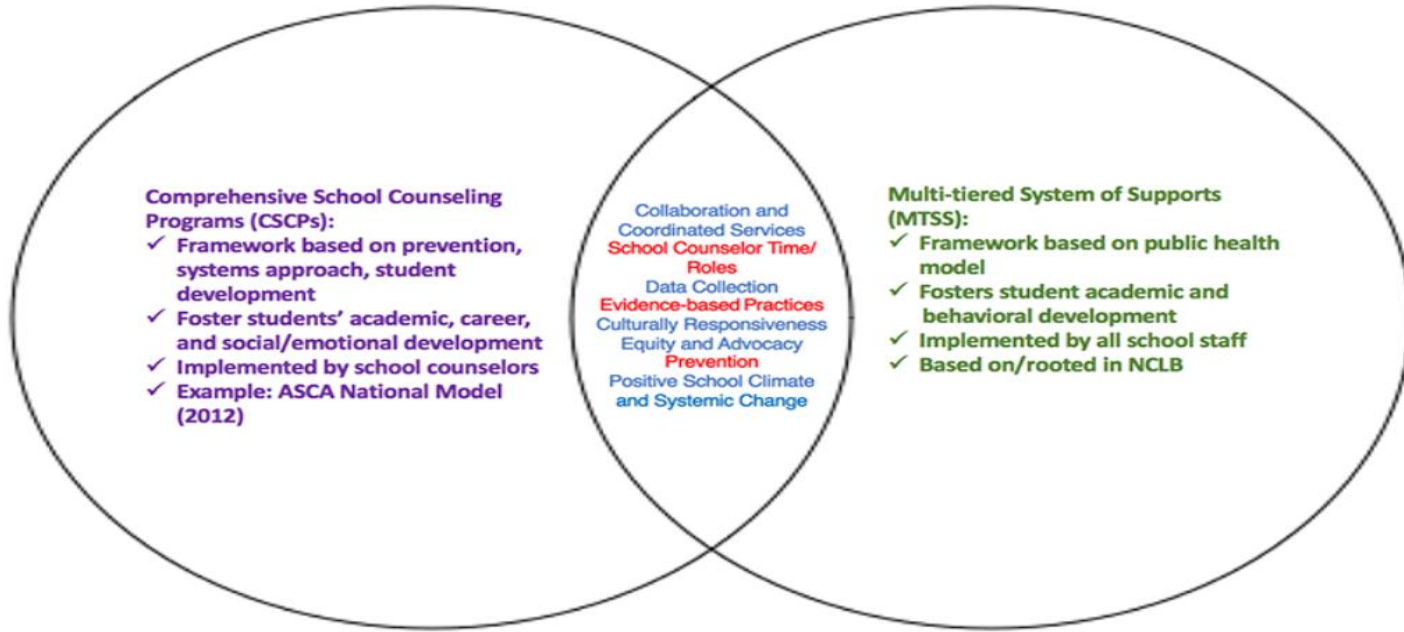 Comprehensive School Counseling
Programs (CSCPs):
✓ Framework based on prevention,
systems approach, student
development
✓ Foster students' academic, career,
and social/emotional development
✓ Implemented by school counselors
✓ Example: ASCA National Model
(2012)
Collaboration and
Coordinated Services
School Counselor Time/
Roles
Data Collection
Evidence-based Practices
Culturally Responsiveness
Equity and Advocacy
Prevention
Positive School Climate
and Systemic Change
Multi-tiered System of Supports
(MTSS):
✓ Framework based on public health
model
✓ Fosters student academic and
behavioral development
✓ Implemented by all school staff
✓ Based on/rooted in NCLB